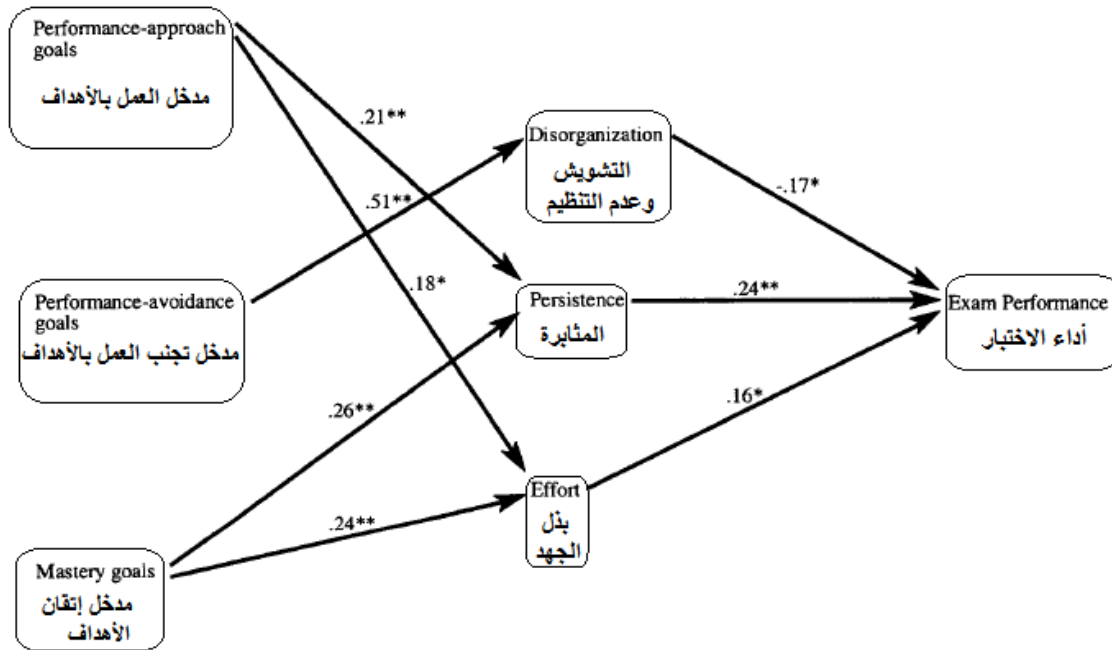 Performance-approach
goals
مدخل العمل بالأهداف
.21**
Disorganization
التشويش
وعدم التنظيم
-.17*
.51**
.18*
Performance-avoidance
goals
مدخل تجنب العمل بالأهداف
Persistence
المثابرة
.24**
Exam Performance
أداء الاختبار
.26**
.16*
Effort
بذل
الجهد
.24**
Mastery goals
مدخل إتقان
الأهداف